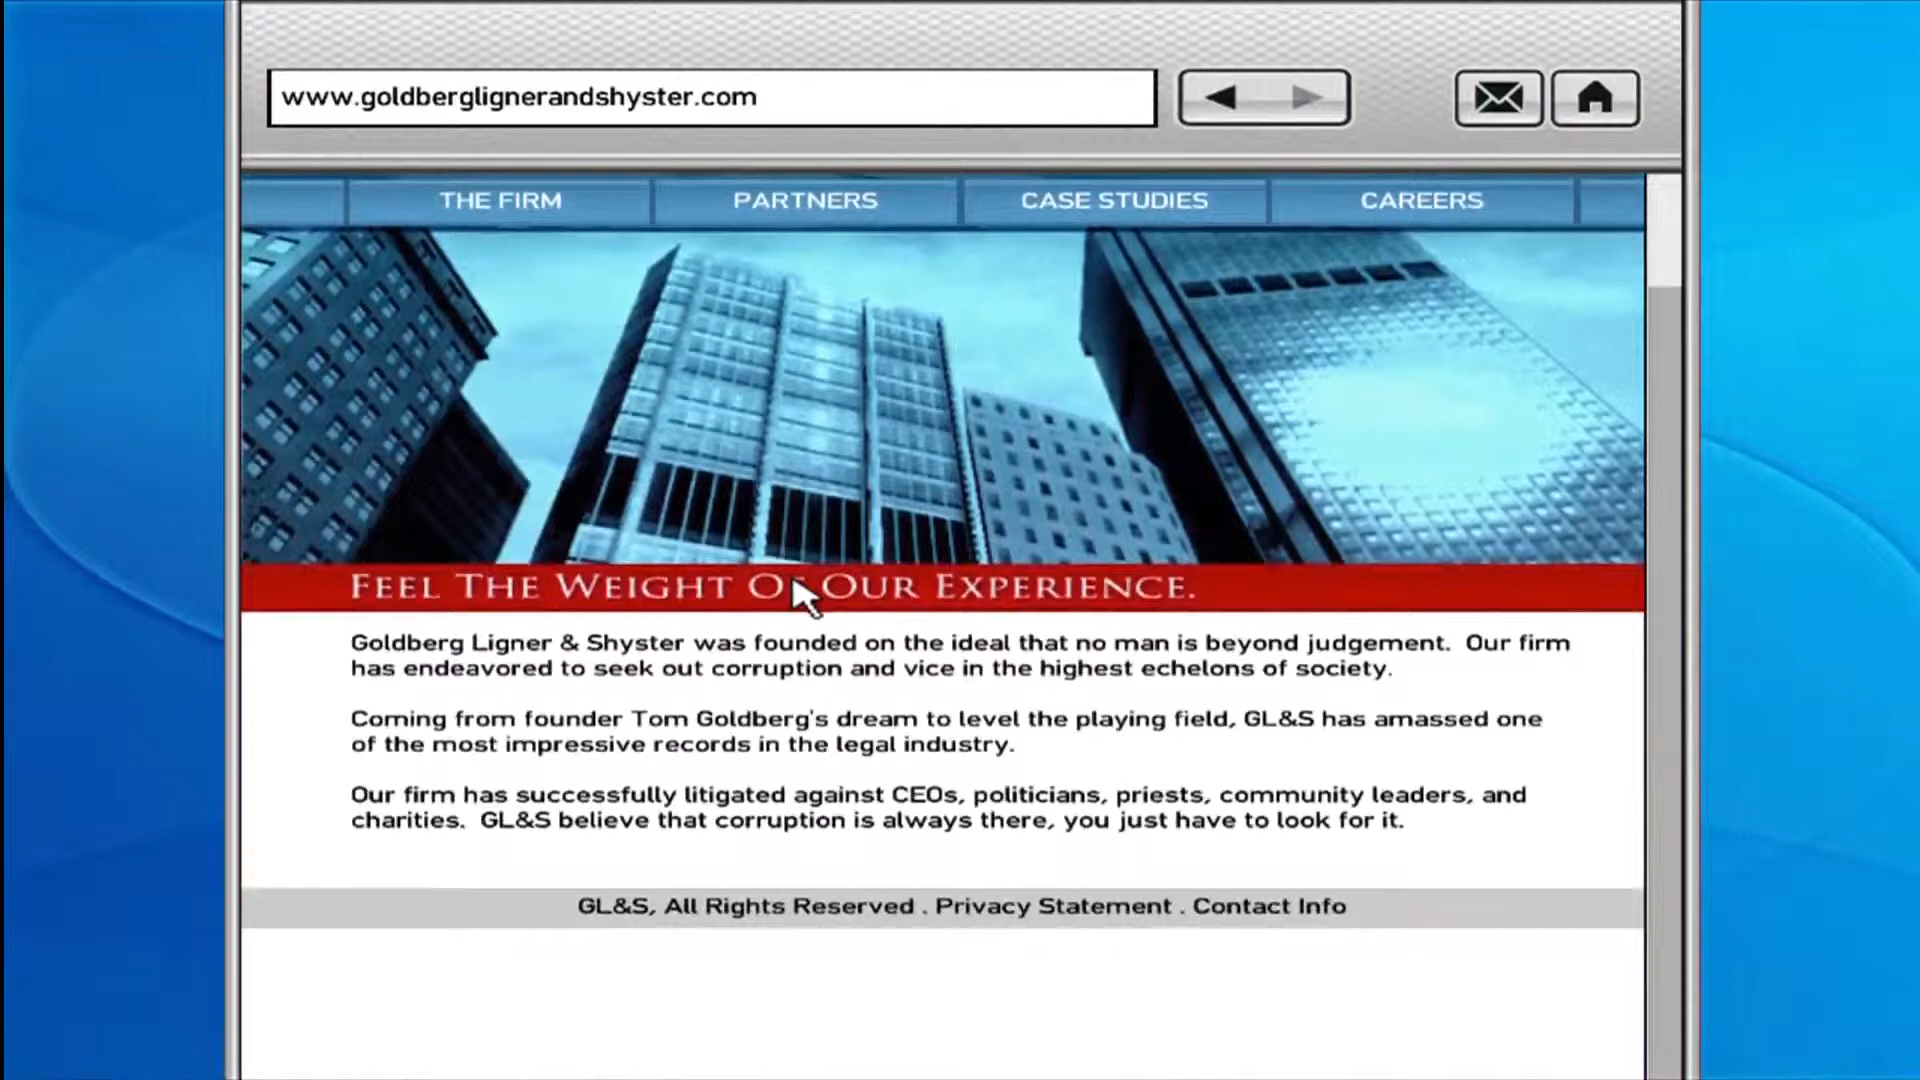 www.goldberglignerandshyster.com
THE FIRM PARTNERS CASE STUDIES CAREERS
FEEL THE WEIGHT OF OUR EXPERIENCE.
Goldberg Ligner & Shyster was founded on the ideal that no man is beyond judgement. Our firm
has endeavored to seek out corruption and vice in the highest echelons of society.
Coming from founder Tom Goldberg's dream to level the playing field, GL&S has amassed one
of the most impressive records in the legal industry.
Our firm has successfully litigated against CEOs, politicians, priests, community leaders, and
charities. GL&S believe that corruption is always there, you just have to look for it.
GL&S, All Rights Reserved . Privacy Statement . Contact Info